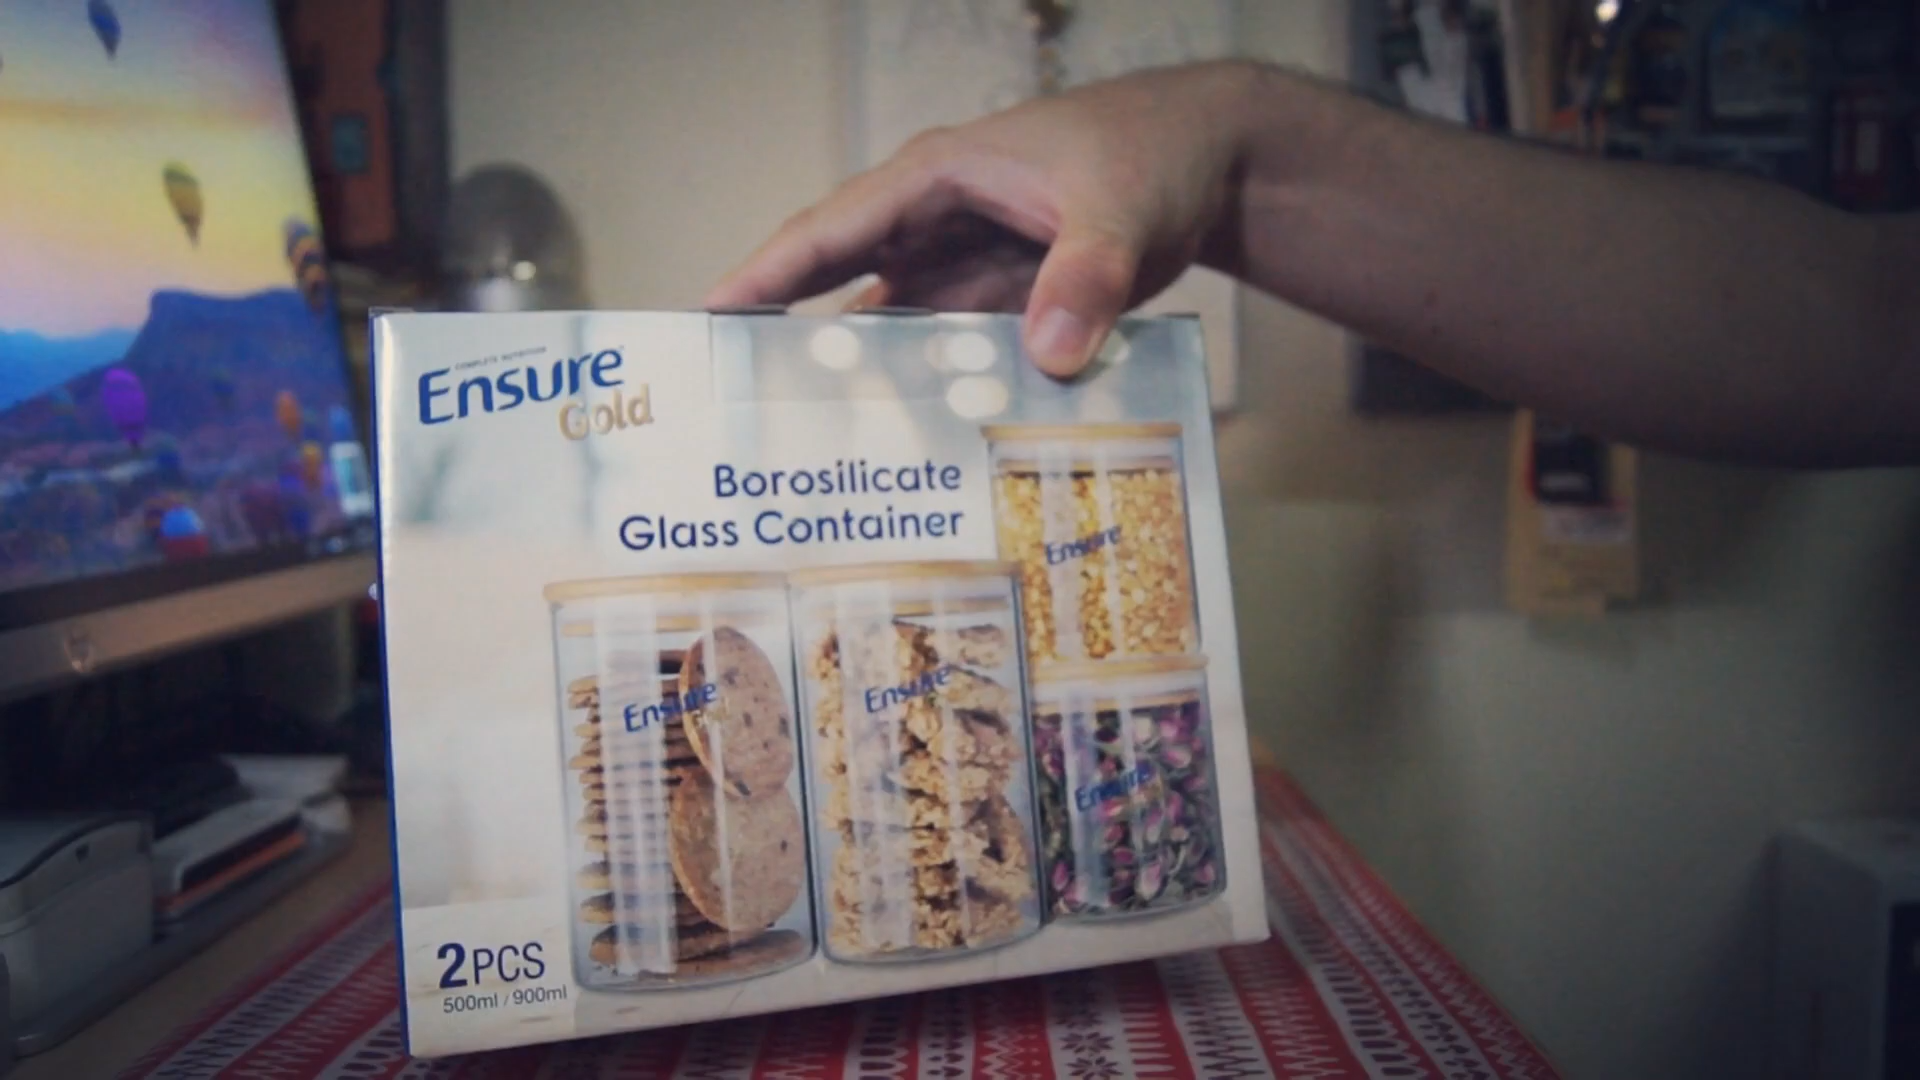 COMPLETE NUTRITION
Ensure
Gold
Borosilicate
Glass Container
Ensure
Ensure
Ensure
Ensure
2PCS
500ml / 900ml